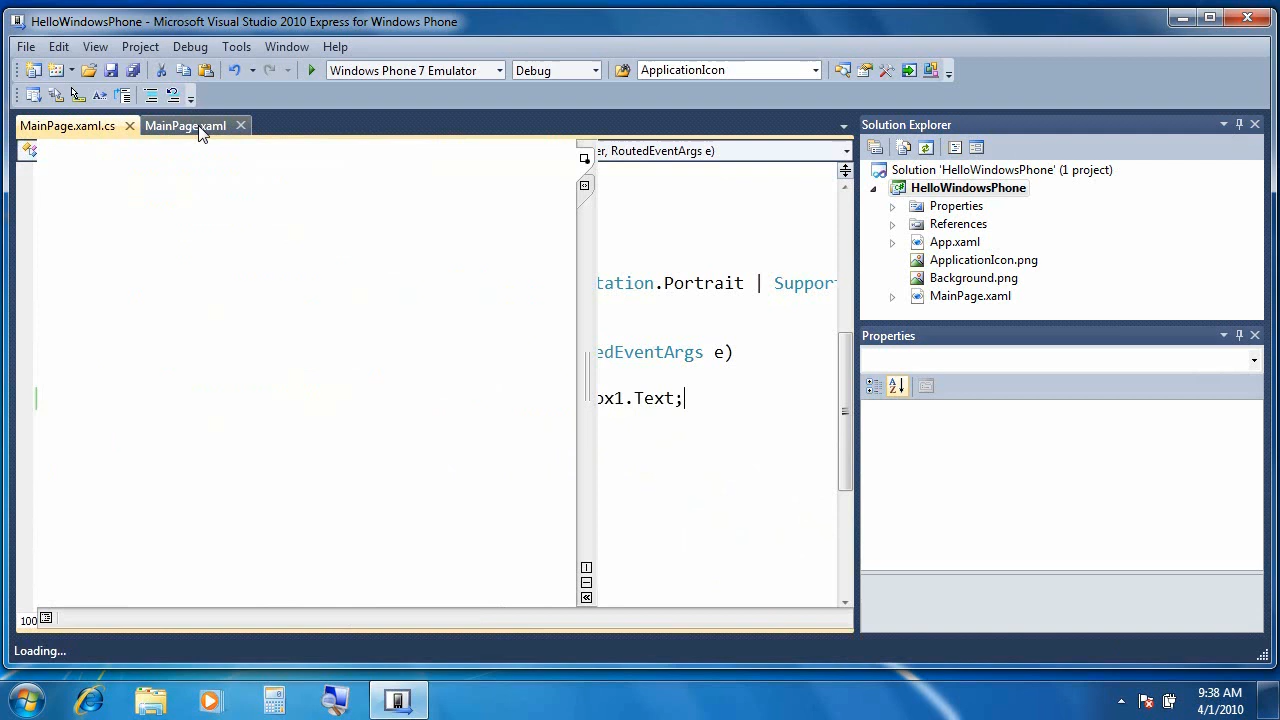 HelloWindowsPhone - Microsoft Visual Studio 2010 Express for Windows Phone
File Edit View Project Debug Tools Window Help
Windows Phone 7 Emulator Debug ApplicationIcon
MainPage.xaml.cs MainPage.xaml
er, RoutedEventArgs e)
tation.Portrait | Support
edEventArgs e)
ox1.Text;
100
Loading...
Solution Explorer
Solution 'HelloWindowsPhone' (1 project)
HelloWindowsPhone
Properties
References
App.xaml
ApplicationIcon.png
Background.png
MainPage.xaml
Properties
9:38 AM
4/1/2010